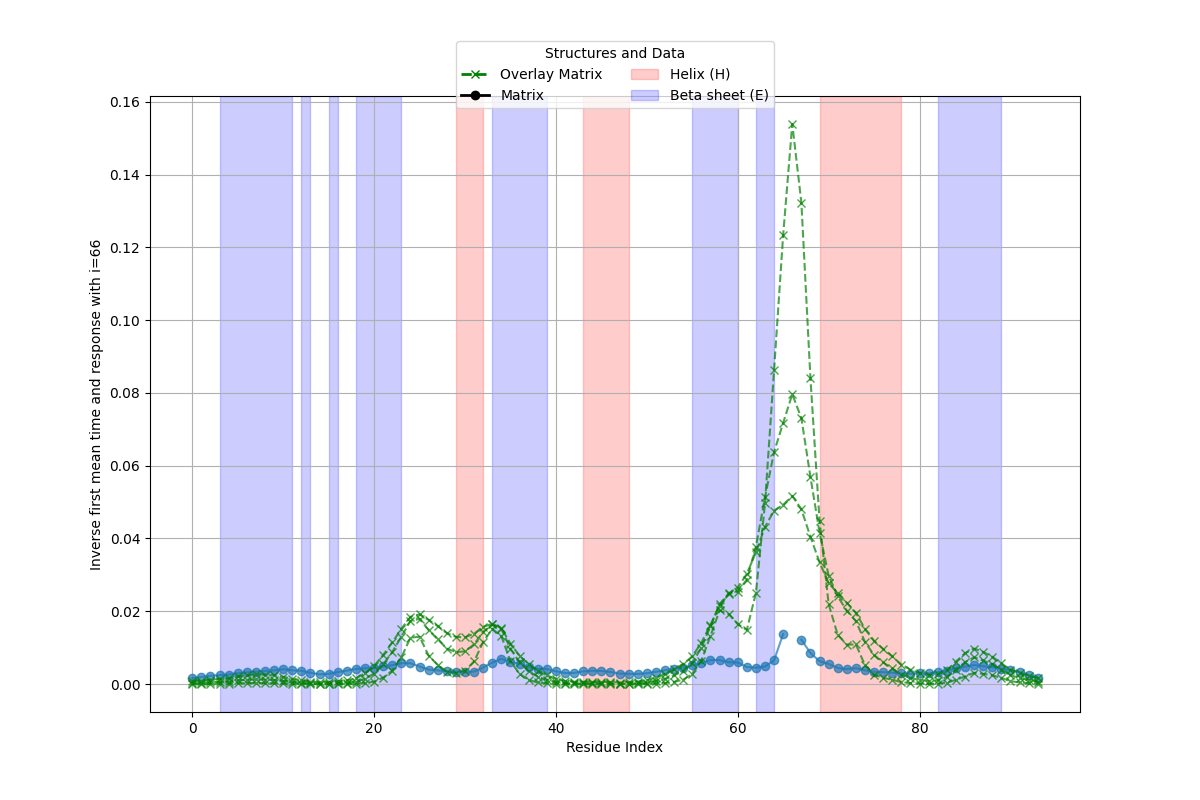 Structures and Data
Overlay Matrix
Matrix
Helix (H)
Beta sheet (E)
0.16
0.14
0.12
0.10
0.08
0.06
0.04
0.02
0.00
Inverse first mean time and response with i=66
0 20 40 60 80
Residue Index